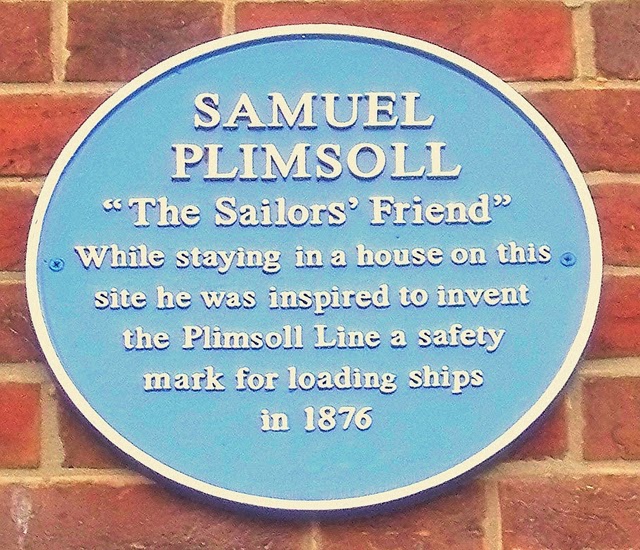 SAMUEL
PLIMSOLL
“The Sailors’ Friend”
While staying in a house on this
site he was inspired to invent
the Plimsoll Line a safety
mark for loading ships
in 1876